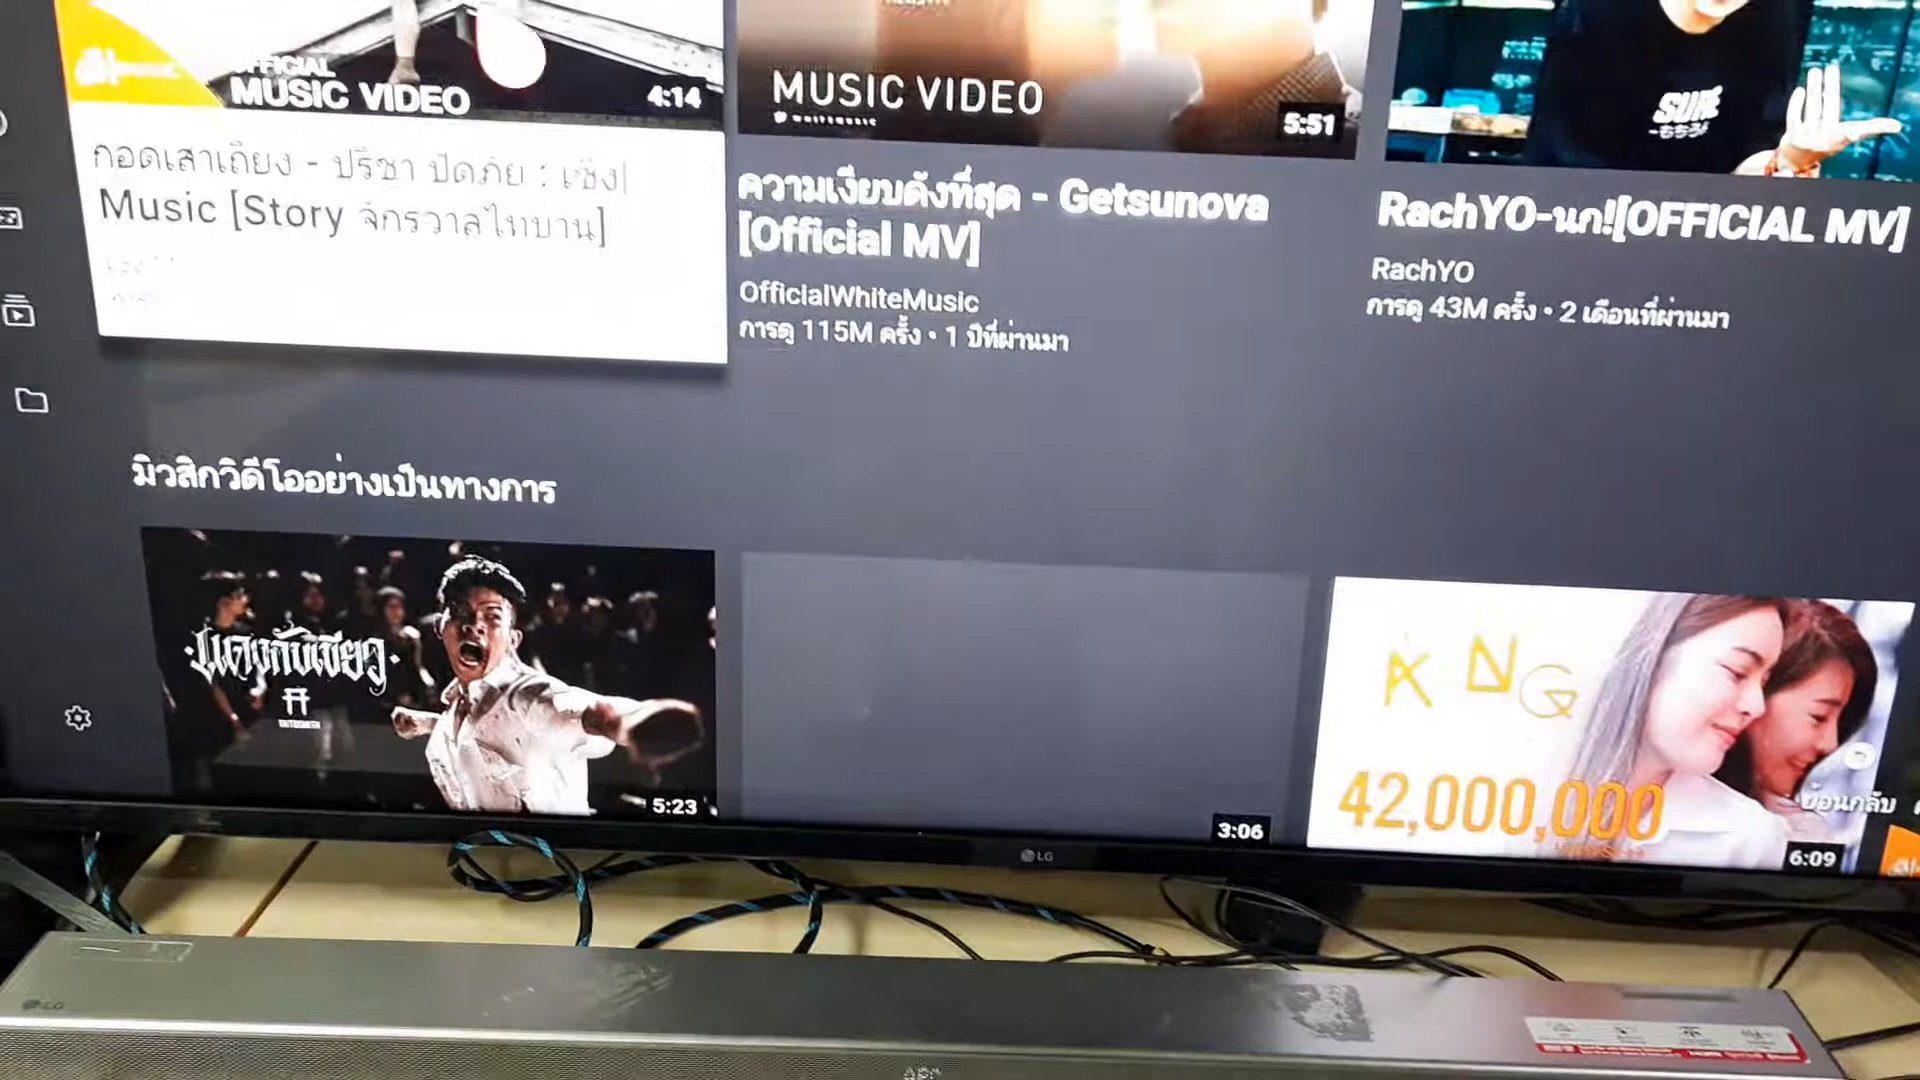 OFFICIAL
MUSIC VIDEO
4:14
กอดเสาเถียง - ปรีชา ปัดภัย : เซิ้ง|
Music [Story จักรวาลไทบ้าน]
MUSIC VIDEO
WHITEMUSIC
5:51
ความเงียบดังที่สุด - Getsunova
[Official MV]
OfficialWhiteMusic
การดู 115M ครั้ง • 1 ปีที่ผ่านมา
RachYO-นก![OFFICIAL MV]
RachYO
การดู 43M ครั้ง • 2 เดือนที่ผ่านมา
มิวสิกวิดีโออย่างเป็นทางการ
แดงกับเขียว
5:23
3:06
K NG
42,000,000
ย้อนกลับ
6:09
LG
LG